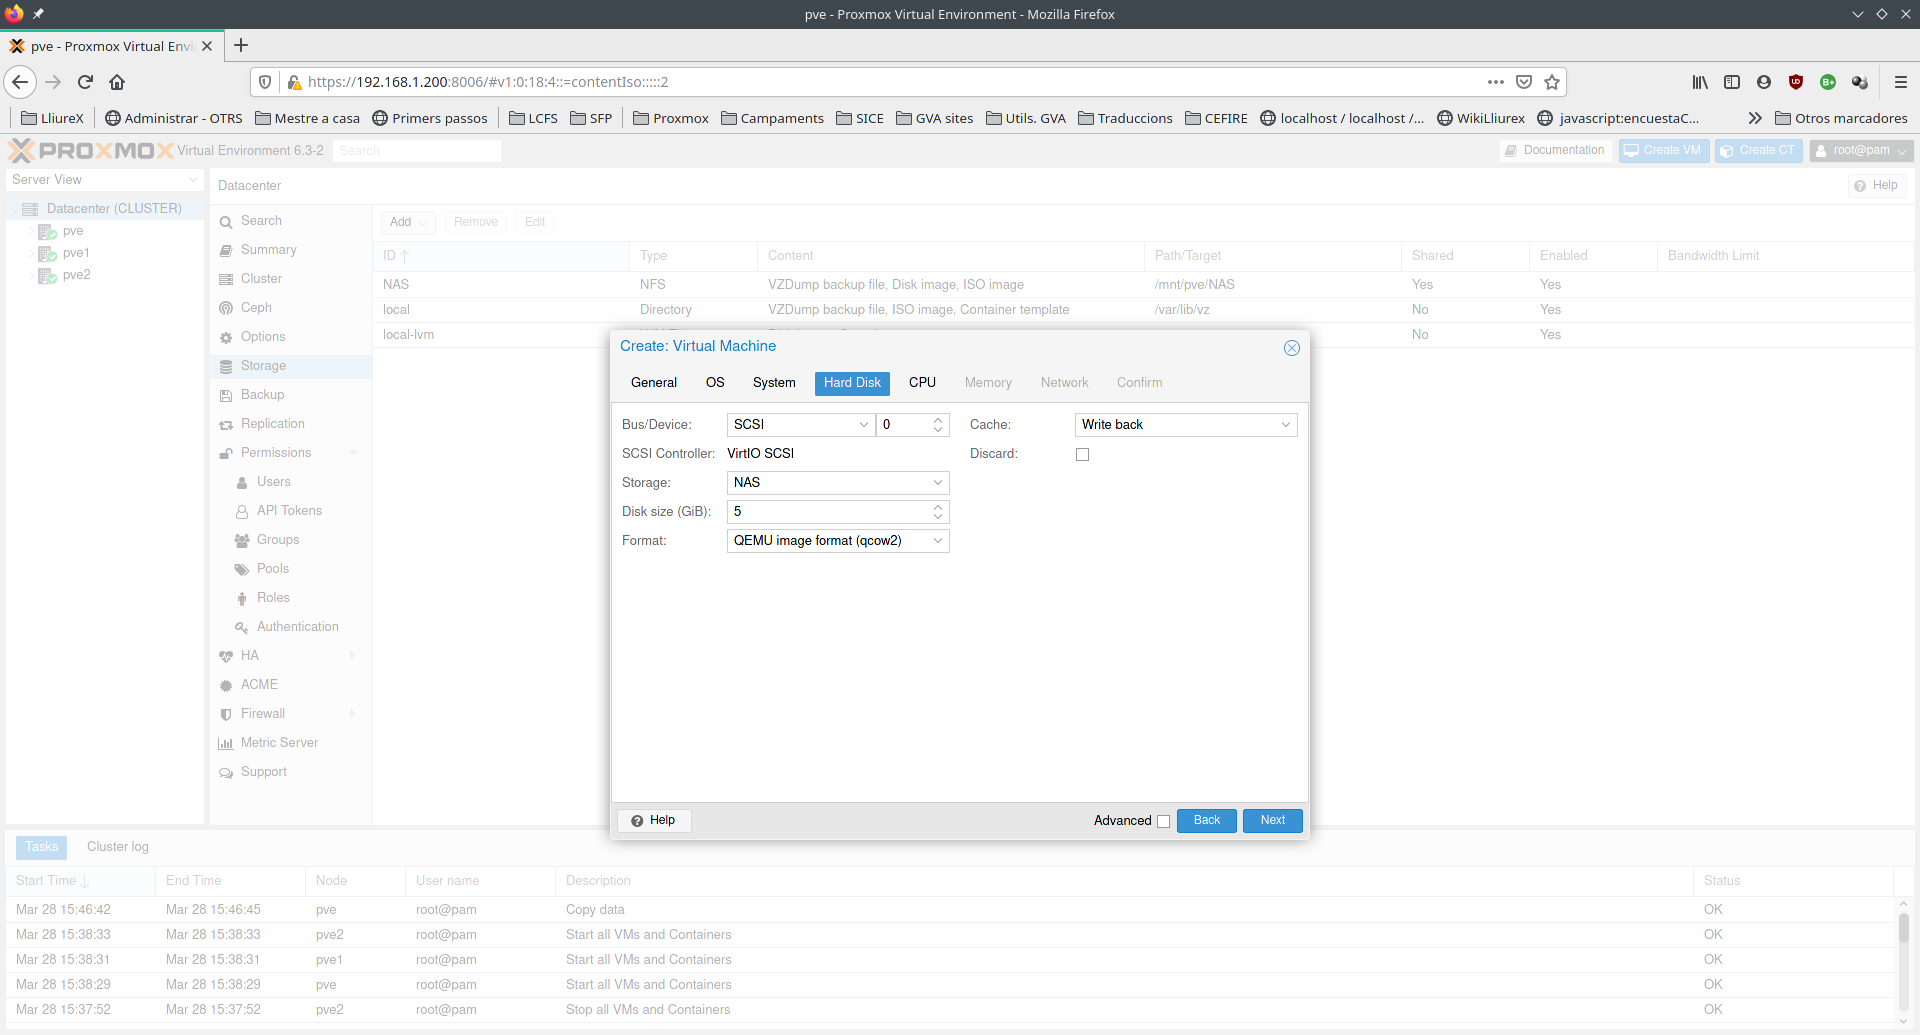 pve - Proxmox Virtual Environment - Mozilla Firefox
pve - Proxmox Virtual Envi
https://192.168.1.200:8006/#v1:0:18:4::=contentIso:::::2
LliureX Administrar - OTRS Mestre a casa Primers passos LCFS SFP Proxmox Campaments SICE GVA sites Utils. GVA Traduccions CEFIRE localhost / localhost /... WikiLliurex javascript:encuestaC... Otros marcadores
PROXMOX Virtual Environment 6.3-2 Search Documentation Create VM Create CT root@pam
Server View
Datacenter Help
Datacenter (CLUSTER)
pve
pve1
pve2
Search
Summary
Cluster
Ceph
Options
Storage
Backup
Replication
Permissions
Users
API Tokens
Groups
Pools
Roles
Authentication
HA
ACME
Firewall
Metric Server
Support
Add Remove Edit
ID Type Content Path/Target Shared Enabled Bandwidth Limit
NAS NFS VZDump backup file, Disk image, ISO image /mnt/pve/NAS Yes Yes
local Directory VZDump backup file, ISO image, Container template /var/lib/vz No Yes
local-lvm No Yes
Create: Virtual Machine
General OS System Hard Disk CPU Memory Network Confirm
Bus/Device: SCSI 0 Cache: Write back
SCSI Controller: VirtIO SCSI Discard:
Storage: NAS
Disk size (GiB): 5
Format: QEMU image format (qcow2)
Help Advanced Back Next
Tasks Cluster log
Start Time End Time Node User name Description Status
Mar 28 15:46:42 Mar 28 15:46:45 pve root@pam Copy data OK
Mar 28 15:38:33 Mar 28 15:38:33 pve2 root@pam Start all VMs and Containers OK
Mar 28 15:38:31 Mar 28 15:38:31 pve1 root@pam Start all VMs and Containers OK
Mar 28 15:38:29 Mar 28 15:38:29 pve root@pam Start all VMs and Containers OK
Mar 28 15:37:52 Mar 28 15:37:52 pve2 root@pam Stop all VMs and Containers OK